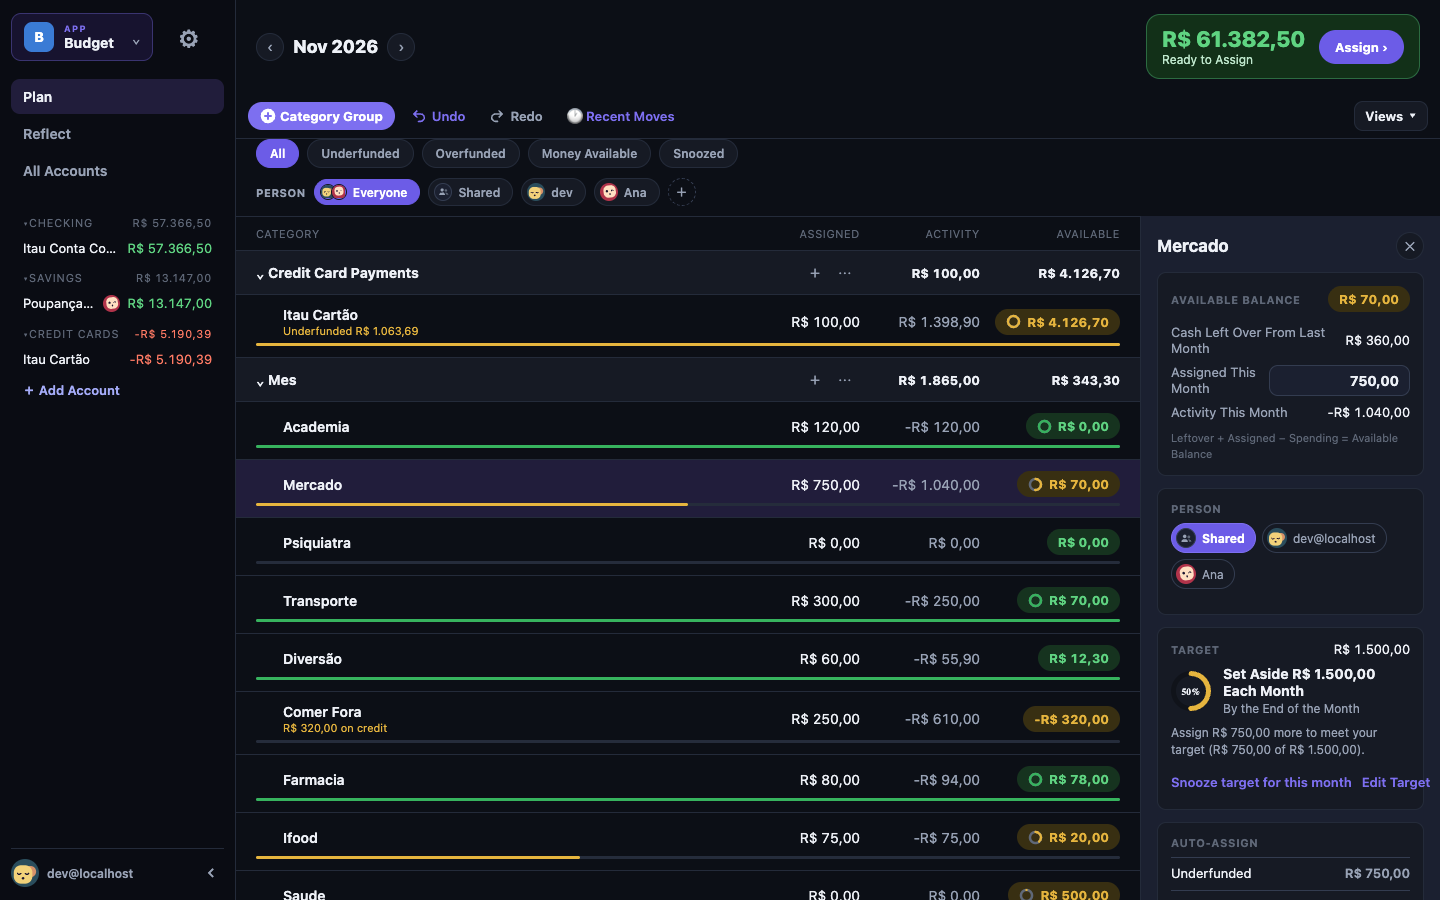 B
APP
Budget
Plan
Reflect
All Accounts
CHECKING R$ 57.366,50
Itau Conta Co... R$ 57.366,50
SAVINGS R$ 13.147,00
Poupança... R$ 13.147,00
CREDIT CARDS -R$ 5.190,39
Itau Cartão -R$ 5.190,39
+ Add Account
dev@localhost
Nov 2026
R$ 61.382,50
Ready to Assign
Assign ›
Category Group Undo Redo Recent Moves Views
All Underfunded Overfunded Money Available Snoozed
PERSON Everyone Shared dev Ana +
CATEGORY ASSIGNED ACTIVITY AVAILABLE
Credit Card Payments + ... R$ 100,00 R$ 4.126,70
Itau Cartão R$ 100,00 R$ 1.398,90 R$ 4.126,70
Underfunded R$ 1.063,69
Mes + ... R$ 1.865,00 R$ 343,30
Academia R$ 120,00 -R$ 120,00 R$ 0,00
Mercado R$ 750,00 -R$ 1.040,00 R$ 70,00
Psiquiatra R$ 0,00 R$ 0,00 R$ 0,00
Transporte R$ 300,00 -R$ 250,00 R$ 70,00
Diversão R$ 60,00 -R$ 55,90 R$ 12,30
Comer Fora R$ 250,00 -R$ 610,00 -R$ 320,00
R$ 320,00 on credit
Farmacia R$ 80,00 -R$ 94,00 R$ 78,00
Ifood R$ 75,00 -R$ 75,00 R$ 20,00
Saude R$ 0,00 R$ 0,00 R$ 500,00
Mercado
AVAILABLE BALANCE R$ 70,00
Cash Left Over From Last
Month R$ 360,00
Assigned This
Month 750,00
Activity This Month -R$ 1.040,00
Leftover + Assigned − Spending = Available
Balance
PERSON
Shared dev@localhost
Ana
TARGET R$ 1.500,00
50%
Set Aside R$ 1.500,00
Each Month
By the End of the Month
Assign R$ 750,00 more to meet your
target (R$ 750,00 of R$ 1.500,00).
Snooze target for this month Edit Target
AUTO-ASSIGN
Underfunded R$ 750,00